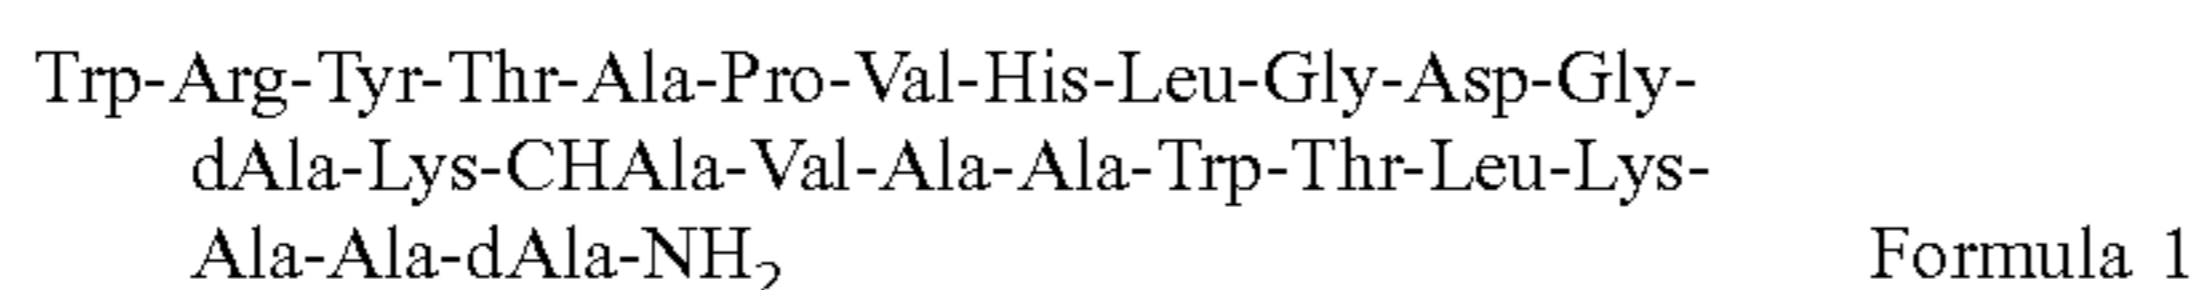 Trp-Arg-Tyr-Thr-Ala-Pro-Val-His-Leu-Gly-Asp-Gly-
dAla-Lys-CHAla-Val-Ala-Ala-Trp-Thr-Leu-Lys-
Ala-Ala-dAla-NH₂ Formula 1